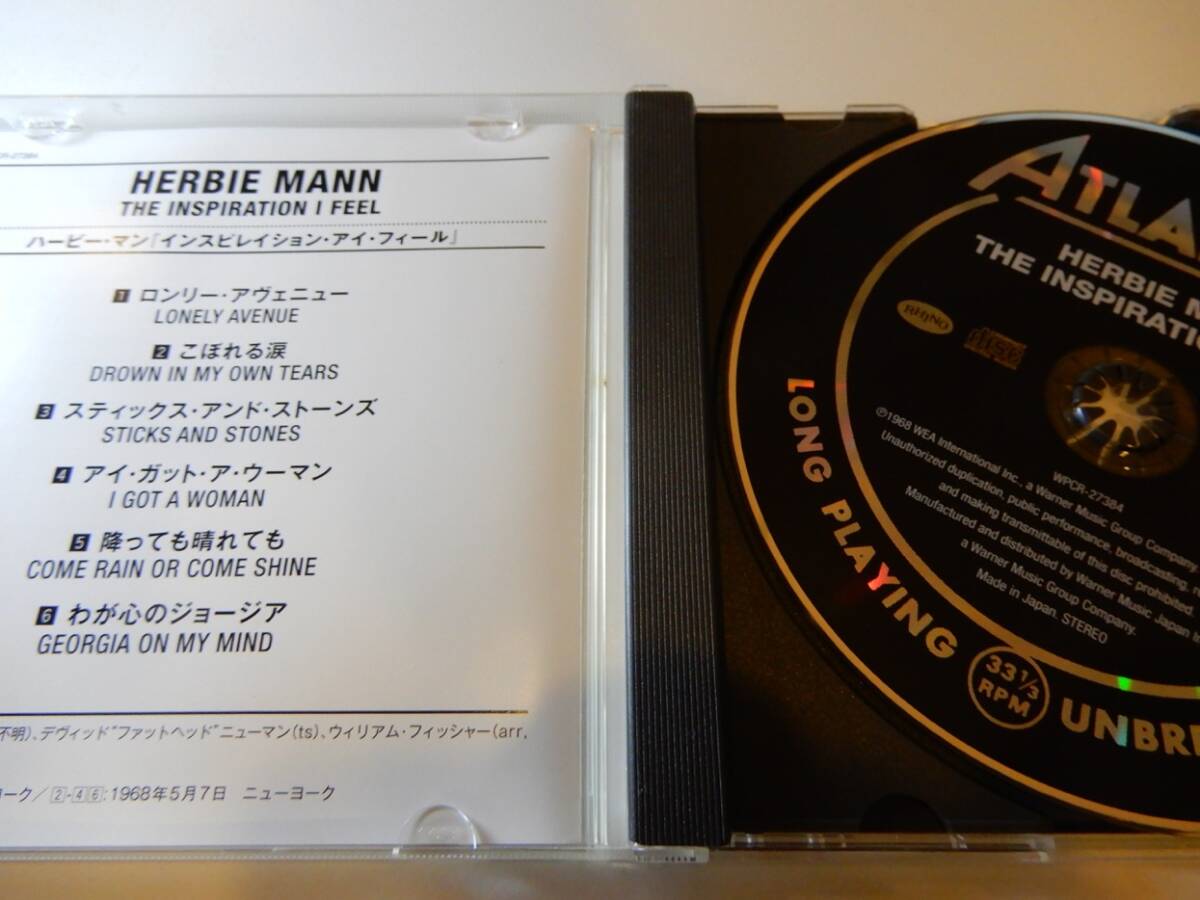 CR-27384
HERBIE MANN
THE INSPIRATION I FEEL
ハービー・マン『インスピレイション・アイ・フィール』
1 ロンリー・アヴェニュー
LONELY AVENUE
2 こぼれる涙
DROWN IN MY OWN TEARS
3 スティックス・アンド・ストーンズ
STICKS AND STONES
4 アイ・ガット・ア・ウーマン
I GOT A WOMAN
5 降っても晴れても
COME RAIN OR COME SHINE
6 わが心のジョージア
GEORGIA ON MY MIND
不明)、デヴィッド"ファットヘッド"ニューマン(ts)、ウィリアム・フィッシャー(arr,
ーク/2-46:1968年5月7日 ニューヨーク
ATLA
HERBIE M
THE INSPIRATIO
RHINO
disc
WPCR-27384
℗1968 WEA International Inc., a Warner Music Group Company.
Unauthorized duplication, public performance, broadcasting, re
and making transmittable of this disc prohibited.
Manufactured and distributed by Warner Music Japan
a Warner Music Group Company.
Made in Japan. STEREO
LONG PLAYING
33 1/3
RPM
UNBRE